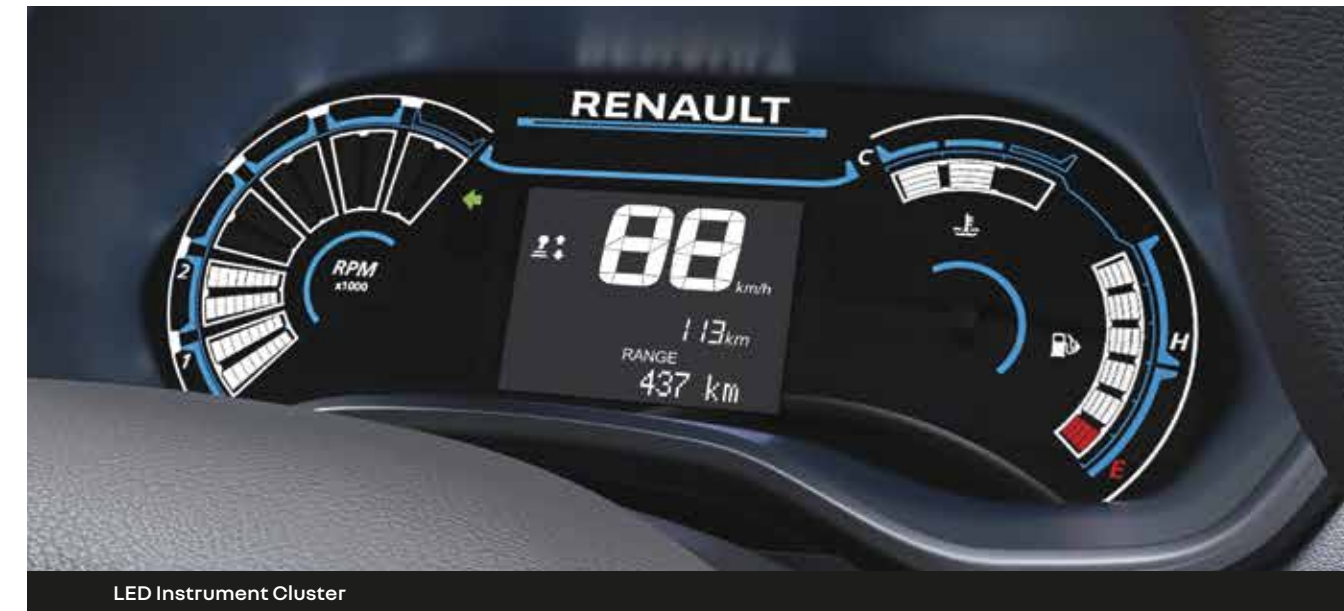 RENAULT
C
2
RPM
x1000
88
km/h
113km
H
RANGE
1
437 km
E
LED Instrument Cluster